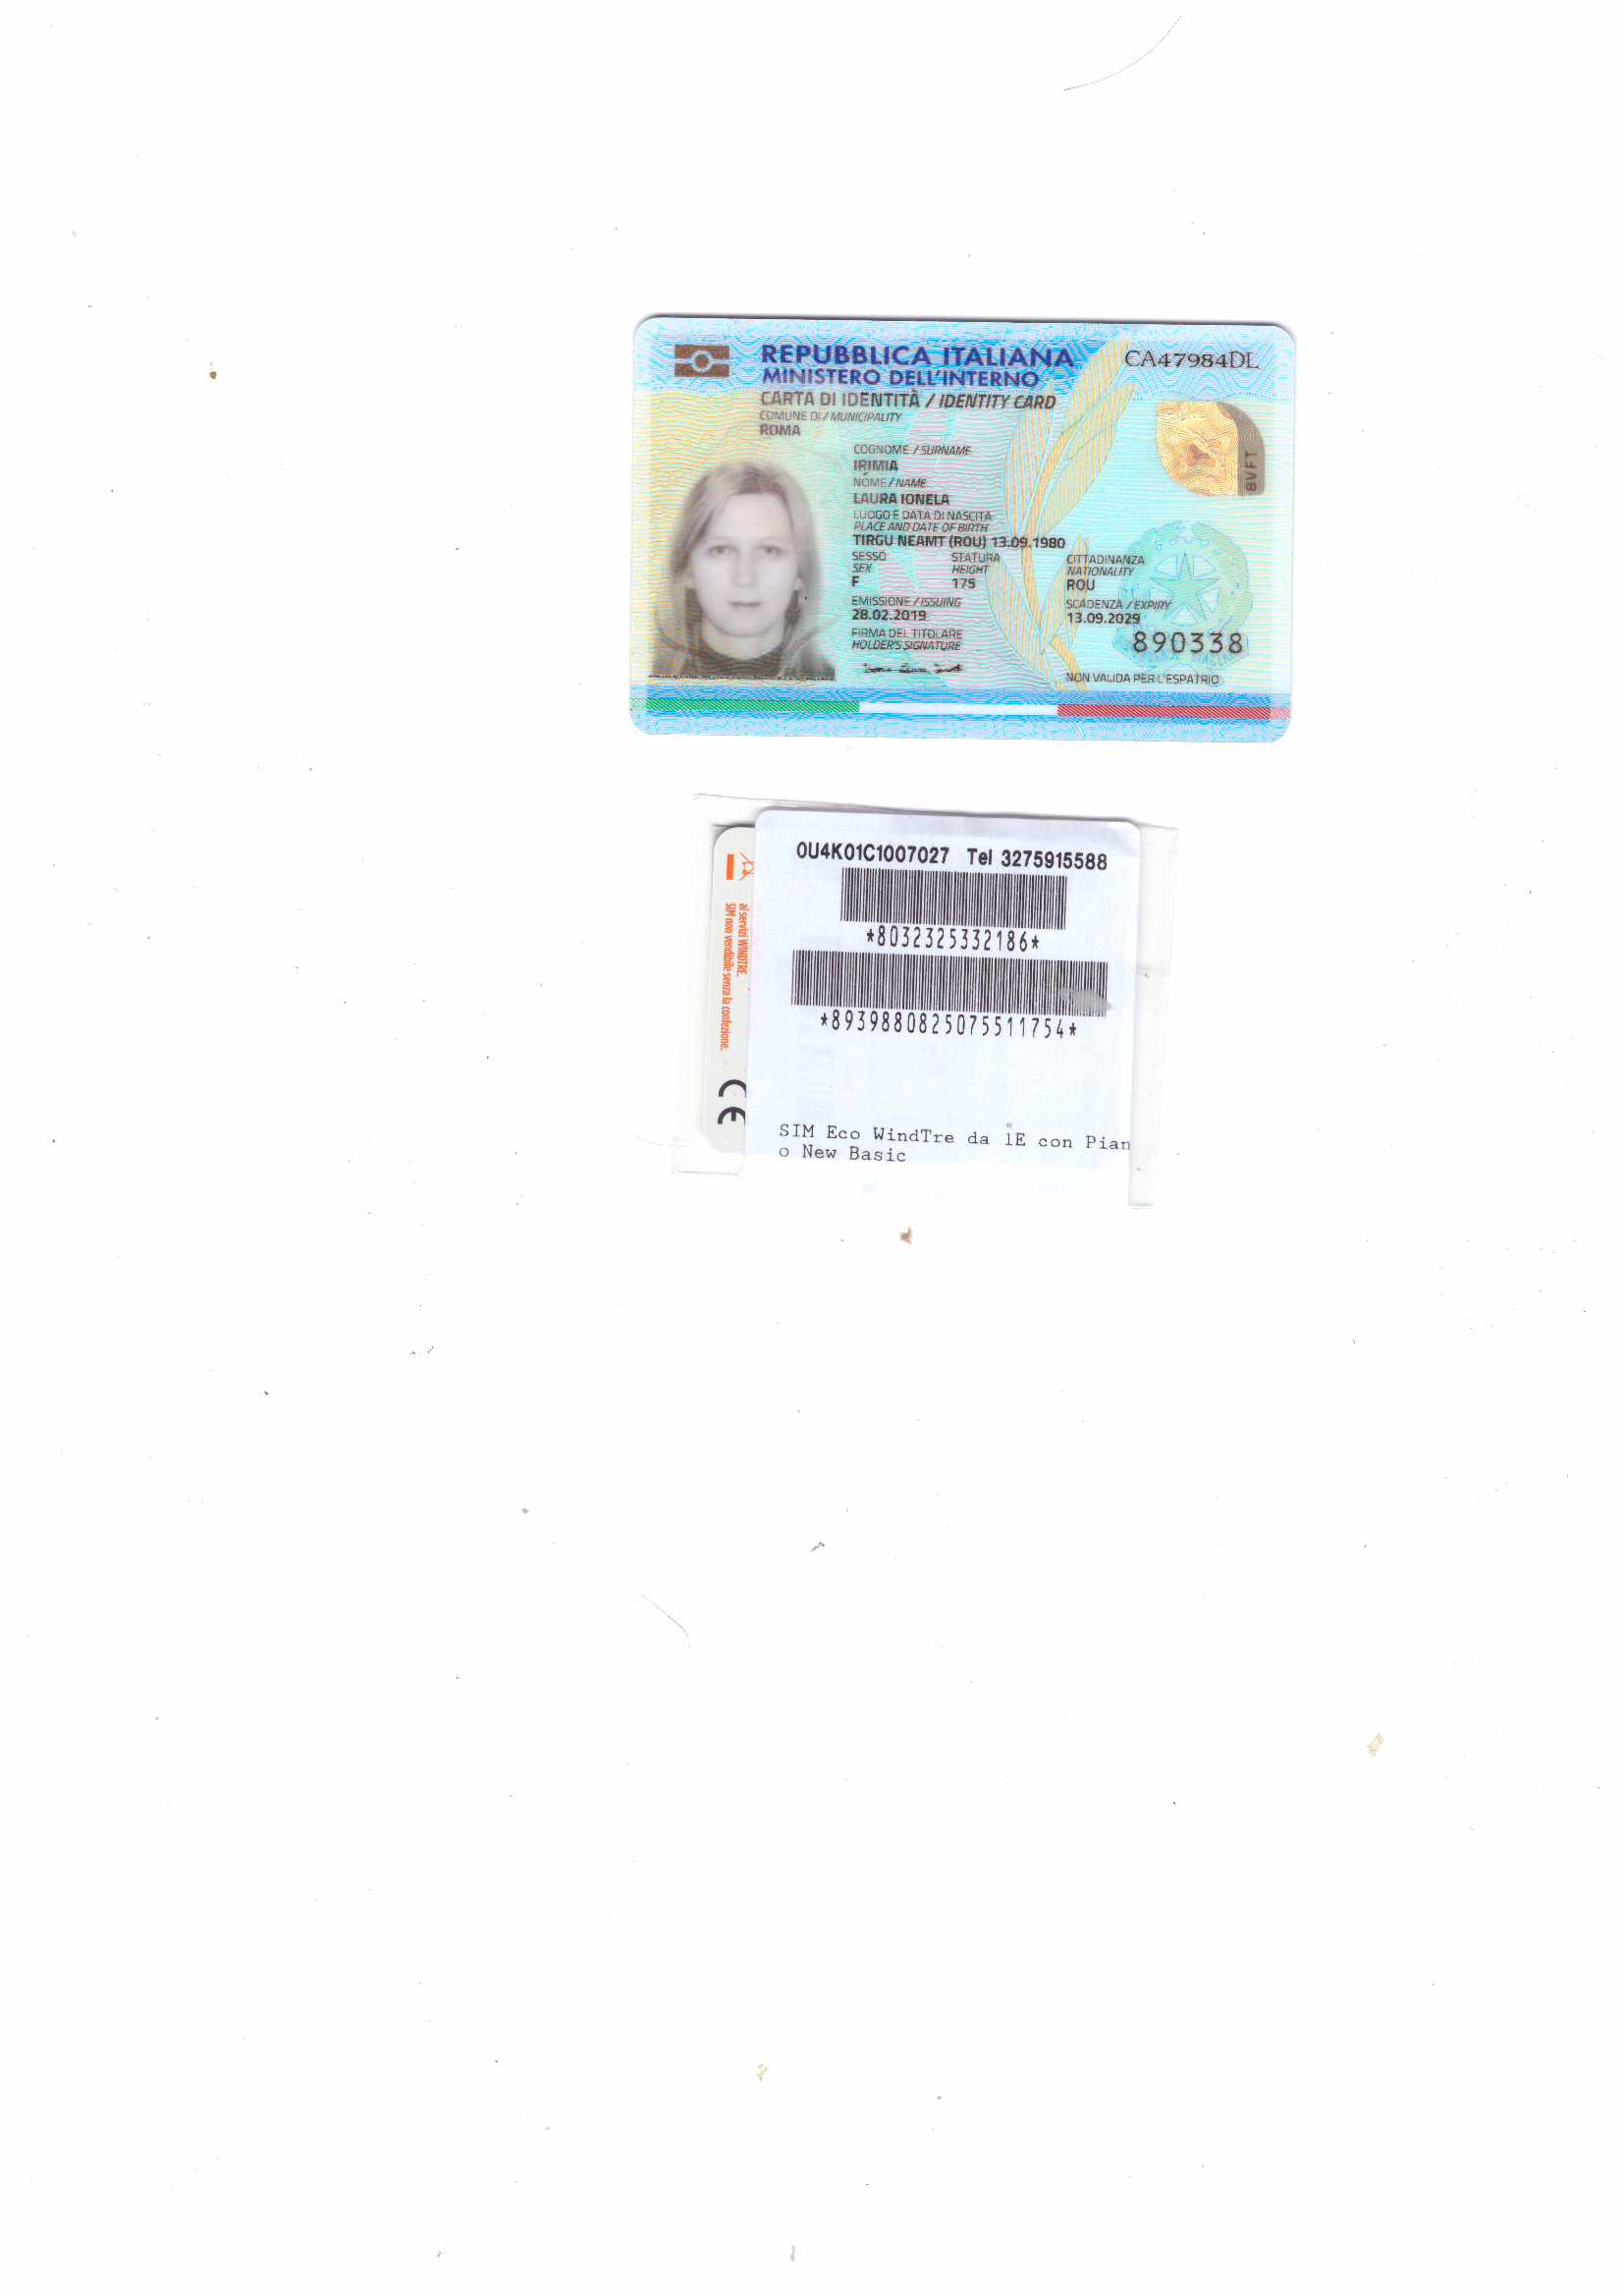 REPUBBLICA ITALIANA
CA47984DL
MINISTERO DELL'INTERNO
CARTA DI IDENTITÀ / IDENTITY CARD
COMUNE DI / MUNICIPALITY
ROMA
BVFT
COGNOME / SURNAME
IRIMIA
NOME / NAME
LAURA IONELA
LUOGO E DATA DI NASCITA
PLACE AND DATE OF BIRTH
TIRGU NEAMT (ROU) 13.09.1980
SESSO STATURA CITTADINANZA
SEX HEIGHT NATIONALITY
F 175 ROU
EMISSIONE / ISSUING SCADENZA / EXPIRY
28.02.2019 13.09.2029
FIRMA DEL TITOLARE
HOLDER'S SIGNATURE
890338
NON VALIDA PER L'ESPATRIO
0U4K01C1007027 Tel 3275915588
*8032325332186*
*8939880825075511754*
ai servizi WINDTRE.
SIM non vendibile senza la confezione.
CE
SIM Eco WindTre da 1E con Pian
o New Basic